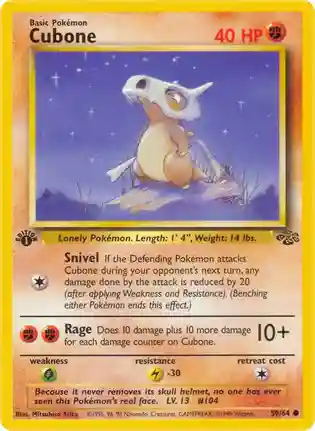 Basic Pokémon
Cubone
40 HP
EDITION
1
Lonely Pokémon. Length: 1' 4", Weight: 14 lbs.
Snivel If the Defending Pokémon attacks
Cubone during your opponent's next turn, any
damage done by the attack is reduced by 20
(after applying Weakness and Resistance). (Benching
either Pokémon ends this effect.)
Rage Does 10 damage plus 10 more damage
for each damage counter on Cubone.
10+
weakness
resistance
retreat cost
-30
Because it never removes its skull helmet, no one has ever
seen this Pokémon's real face. LV. 13 #104
Illus. Mitsuhiro Arita
59/64